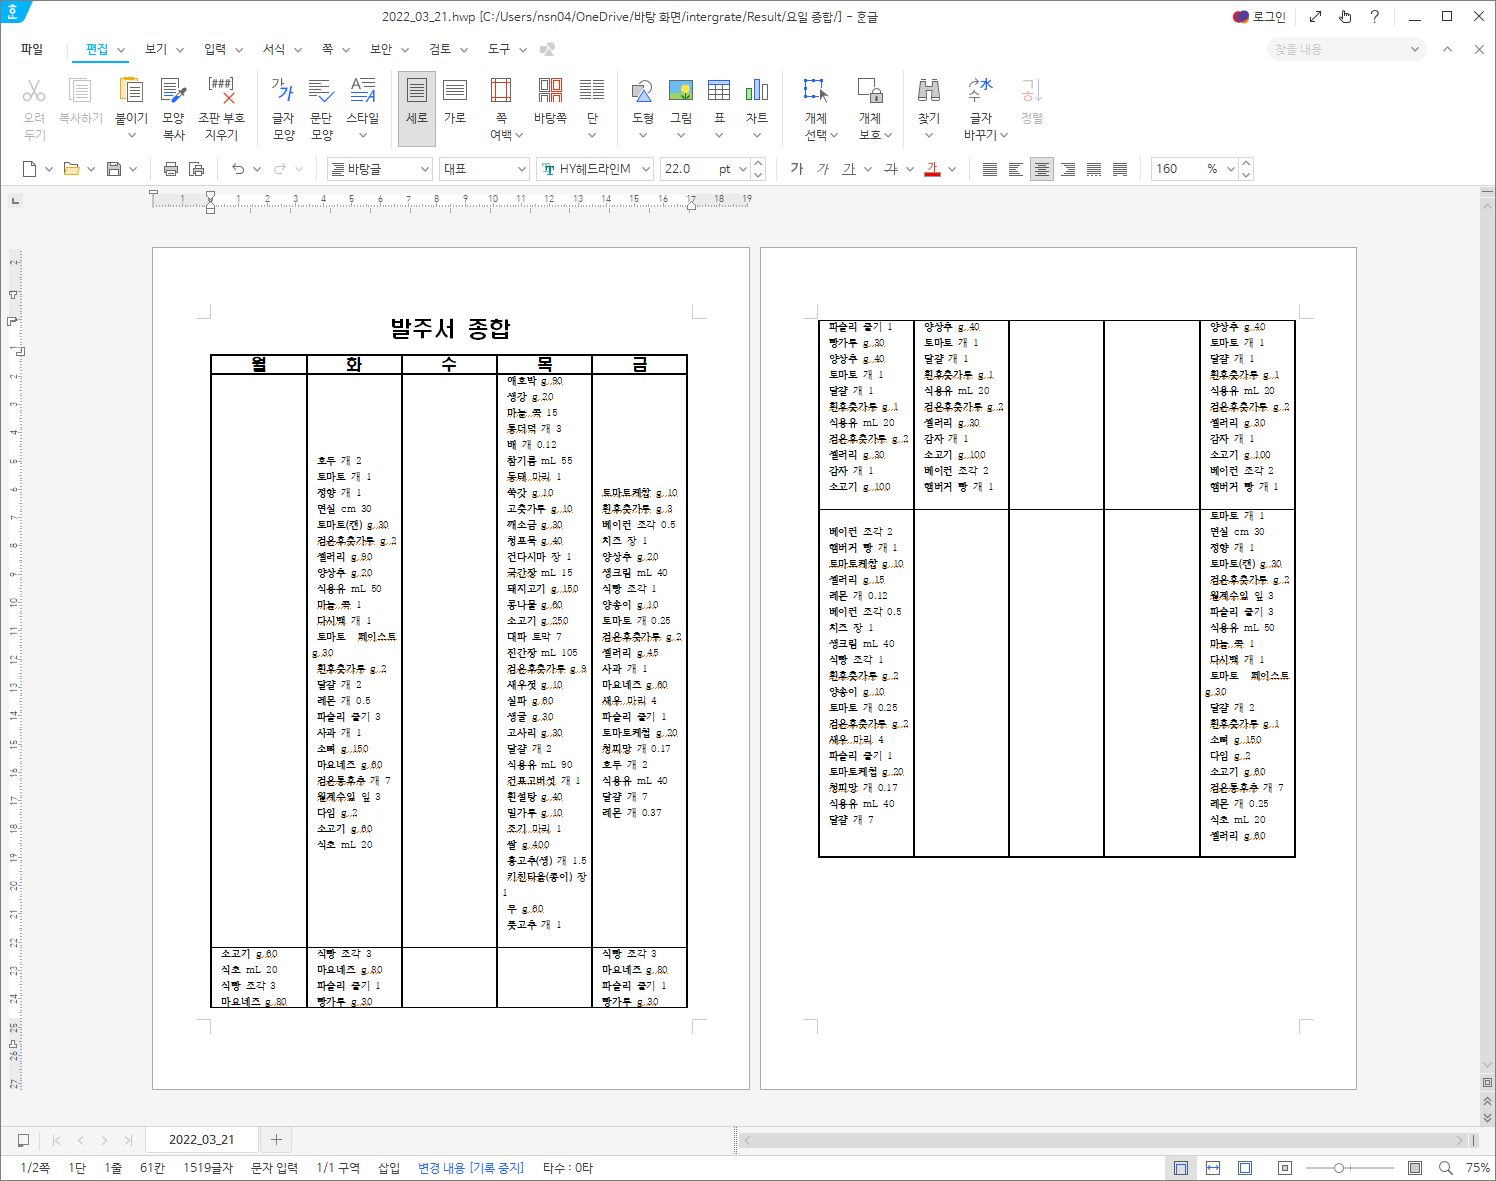 2022_03_21.hwp [C:/Users/nsn04/OneDrive/바탕 화면/intergrate/Result/요일 종합/] - 훈글
로그인
파일 편집 보기 입력 서식 쪽 보안 검토 도구
찾을 내용
오려 두기
복사하기
붙이기
모양 복사
조판 부호 지우기
글자 모양
문단 모양
스타일
세로
가로
쪽 여백
바탕쪽
단
도형
그림
표
차트
개체 선택
개체 보호
찾기
글자 바꾸기
정렬
바탕글 대표 HY헤드라인M 22.0 pt 가 가 가 가 가 160 %
1 0 1 2 3 4 5 6 7 8 9 10 11 12 13 14 15 16 17 18 19
발주서 종합
월 화 수 목 금
호두 개 2
토마토 개 1
정향 개 1
면실 cm 30
토마토(캔) g 30
검은후춧가루 g 2
셀러리 g 90
양상추 g 20
식용유 mL 50
마늘 쪽 1
다시백 개 1
토마토 페이스트
g 30
흰후춧가루 g 2
달걀 개 2
레몬 개 0.5
파슬리 줄기 3
사과 개 1
소뼈 g 150
마요네즈 g 60
검은통후추 개 7
월계수잎 잎 3
다임 g 2
소고기 g 60
식초 mL 20
애호박 g 90
생강 g 20
마늘 쪽 15
통더덕 개 3
배 개 0.12
참기름 mL 55
동태 마리 1
쑥갓 g 10
고춧가루 g 10
깨소금 g 30
청포묵 g 40
건다시마 장 1
국간장 mL 15
돼지고기 g 150
콩나물 g 60
소고기 g 250
대파 토막 7
진간장 mL 105
검은후춧가루 g 9
새우젓 g 10
실파 g 60
생굴 g 30
고사리 g 30
달걀 개 2
식용유 mL 90
건표고버섯 개 1
흰설탕 g 40
밀가루 g 10
조기 마리 1
쌀 g 400
홍고추(생) 개 1.5
키친타올(종이) 장
1
무 g 60
풋고추 개 1
토마토케찹 g 10
흰후춧가루 g 3
베이컨 조각 0.5
치즈 장 1
양상추 g 20
생크림 mL 40
식빵 조각 1
양송이 g 10
토마토 개 0.25
검은후춧가루 g 2
셀러리 g 45
사과 개 1
마요네즈 g 60
새우 마리 4
파슬리 줄기 1
토마토케첩 g 20
청피망 개 0.17
호두 개 2
식용유 mL 40
달걀 개 7
레몬 개 0.37
소고기 g 60
식초 mL 20
식빵 조각 3
마요네즈 g 80
식빵 조각 3
마요네즈 g 80
파슬리 줄기 1
빵가루 g 30
식빵 조각 3
마요네즈 g 80
파슬리 줄기 1
빵가루 g 30
파슬리 줄기 1
빵가루 g 30
양상추 g 40
토마토 개 1
달걀 개 1
흰후춧가루 g 1
식용유 mL 20
검은후춧가루 g 2
셀러리 g 30
감자 개 1
소고기 g 100
양상추 g 40
토마토 개 1
달걀 개 1
흰후춧가루 g 1
식용유 mL 20
검은후춧가루 g 2
셀러리 g 30
감자 개 1
소고기 g 100
베이컨 조각 2
햄버거 빵 개 1
양상추 g 40
토마토 개 1
달걀 개 1
흰후춧가루 g 1
식용유 mL 20
검은후춧가루 g 2
셀러리 g 30
감자 개 1
소고기 g 100
베이컨 조각 2
햄버거 빵 개 1
베이컨 조각 2
햄버거 빵 개 1
토마토케찹 g 10
셀러리 g 15
레몬 개 0.12
베이컨 조각 0.5
치즈 장 1
생크림 mL 40
식빵 조각 1
흰후춧가루 g 2
양송이 g 10
토마토 개 0.25
검은후춧가루 g 2
새우 마리 4
파슬리 줄기 1
토마토케첩 g 20
청피망 개 0.17
식용유 mL 40
달걀 개 7
토마토 개 1
면실 cm 30
정향 개 1
토마토(캔) g 30
검은후춧가루 g 2
월계수잎 잎 3
파슬리 줄기 3
식용유 mL 50
마늘 쪽 1
다시백 개 1
토마토 페이스트
g 30
달걀 개 2
흰후춧가루 g 1
소뼈 g 150
다임 g 2
소고기 g 60
검은통후추 개 7
레몬 개 0.25
식초 mL 20
셀러리 g 60
2022_03_21
1/2쪽 1단 1줄 61칸 1519글자 문자 입력 1/1 구역 삽입 변경 내용 [기록 중지] 타수 : 0타 75%